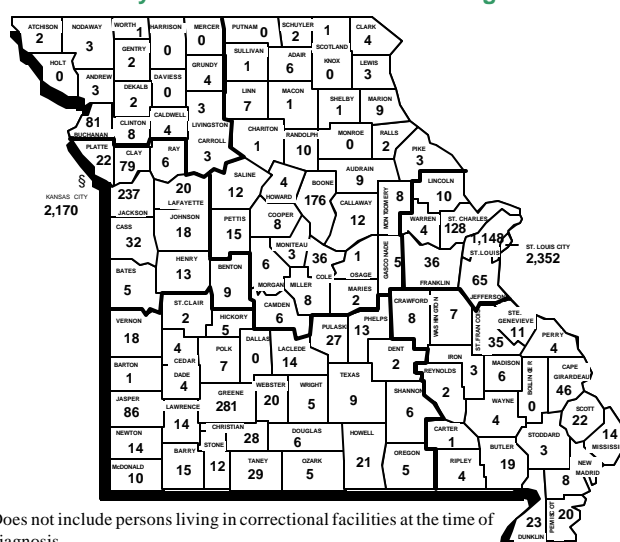 ATCHISON
2
NODAWAY
3
WORTH
1
HARRISON
0
MERCER
0
PUTNAM 0
SCHUYLER
2
1
SCOTLAND
CLARK
4
HOLT
0
GENTRY
2
SULLIVAN
1
ADAIR
6
KNOX
0
LEWIS
3
ANDREW
3
DEKALB
2
DAVIESS
0
GRUNDY
4
LINN
7
MACON
1
SHELBY
1
MARION
9
81
BUCHANAN
CLINTON
8
CALDWELL
4
3
LIVINGSTON
CHARITON
1
RANDOLPH
10
MONROE
0
RALLS
2
PIKE
3
PLATTE
22
CLAY
79
RAY
6
CARROLL
3
§
KANSAS CITY
2,170
237
JACKSON
20
LAFAYETTE
SALINE
12
4
HOWARD
BOONE
176
AUDRAIN
9
CALLAWAY
12
MONTGOMERY
8
LINCOLN
10
WARREN
4
ST. CHARLES
128
1,148
ST.LOUIS
ST. LOUIS CITY
2,352
CASS
32
JOHNSON
18
PETTIS
15
COOPER
8
MONITEAU
3
36
COLE
1
OSAGE
GASCONADE
5
36
FRANKLIN
65
JEFFERSON
BATES
5
HENRY
13
BENTON
9
6
MORGAN
MILLER
8
MARIES
2
VERNON
18
ST.CLAIR
2
HICKORY
5
CAMDEN
6
PULASKI
27
PHELPS
13
CRAWFORD
8
WASHINGTON
7
ST. FRANCOIS
35
STE.
GENEVIEVE
11
PERRY
4
BARTON
1
4
CEDAR
POLK
7
DALLAS
0
LACLEDE
14
DENT
2
IRON
3
REYNOLDS
2
MADISON
6
BOLLINGER
0
CAPE
GIRARDEAU
46
JASPER
86
DADE
4
GREENE
281
WEBSTER
20
WRIGHT
5
TEXAS
9
SHANNON
6
WAYNE
4
SCOTT
22
14
MISSISSI
LAWRENCE
14
NEWTON
14
CHRISTIAN
28
DOUGLAS
6
HOWELL
21
CARTER
1
BUTLER
19
STODDARD
3
McDONALD
10
BARRY
15
STONE
12
TANEY
29
OZARK
5
OREGON
5
RIPLEY
4
NEW
MADRID
8
23
DUNKLIN
PEMISCOT
20
Does not include persons living in correctional facilities at the time of